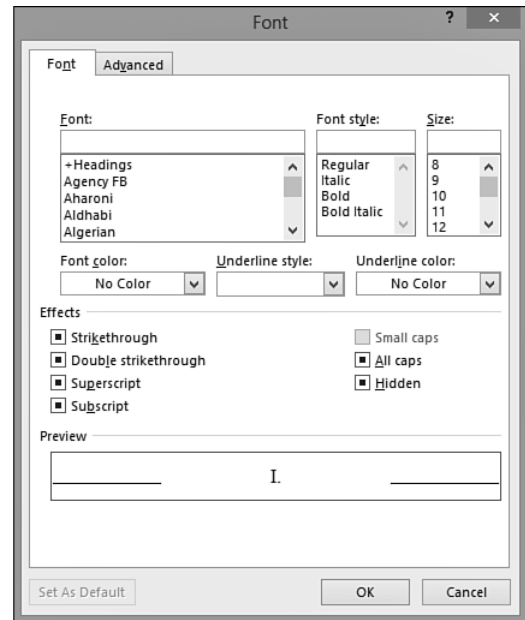 Font ? ×
Font Advanced
Font: Font style: Size:
+Headings Regular 8
Agency FB Italic 9
Aharoni Bold 10
Aldhabi Bold Italic 11
Algerian 12
Font color: Underline style: Underline color:
No Color No Color
Effects
Strikethrough Small caps
Double strikethrough All caps
Superscript Hidden
Subscript
Preview
I.
Set As Default OK Cancel